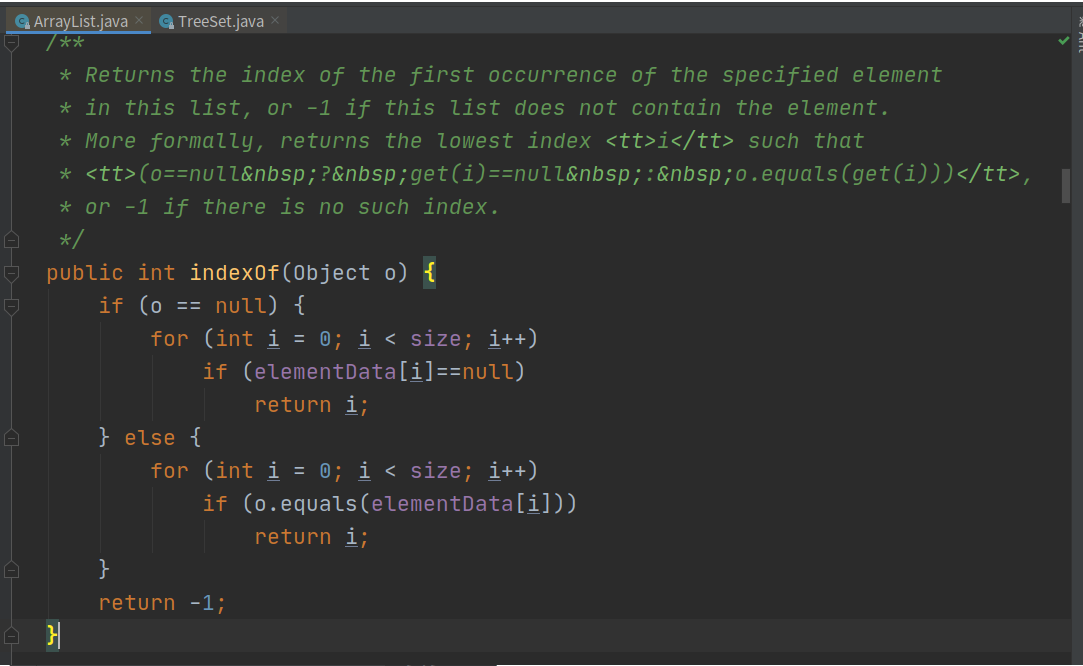 ArrayList.java TreeSet.java
/**
 * Returns the index of the first occurrence of the specified element
 * in this list, or -1 if this list does not contain the element.
 * More formally, returns the lowest index <tt>i</tt> such that
 * <tt>(o==null&nbsp;?&nbsp;get(i)==null&nbsp;:&nbsp;o.equals(get(i)))</tt>,
 * or -1 if there is no such index.
 */
public int indexOf(Object o) {
    if (o == null) {
        for (int i = 0; i < size; i++)
            if (elementData[i]==null)
                return i;
    } else {
        for (int i = 0; i < size; i++)
            if (o.equals(elementData[i]))
                return i;
    }
    return -1;
}